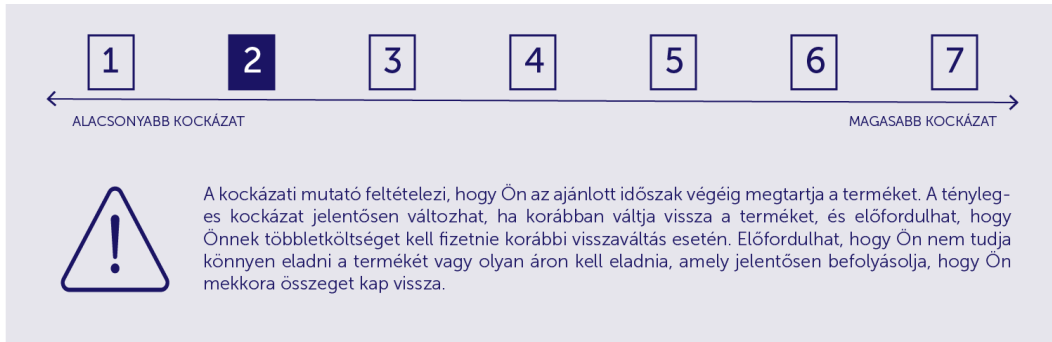 1 2 3 4 5 6 7
ALACSONYABB KOCKÁZAT MAGASABB KOCKÁZAT
A kockázati mutató feltételezi, hogy Ön az ajánlott időszak végéig megtartja a terméket. A tényleg-
es kockázat jelentősen változhat, ha korábban váltja vissza a terméket, és előfordulhat, hogy
Önnek többletköltséget kell fizetnie korábbi visszaváltás esetén. Előfordulhat, hogy Ön nem tudja
könnyen eladni a termékét vagy olyan áron kell eladnia, amely jelentősen befolyásolja, hogy Ön
mekkora összeget kap vissza.